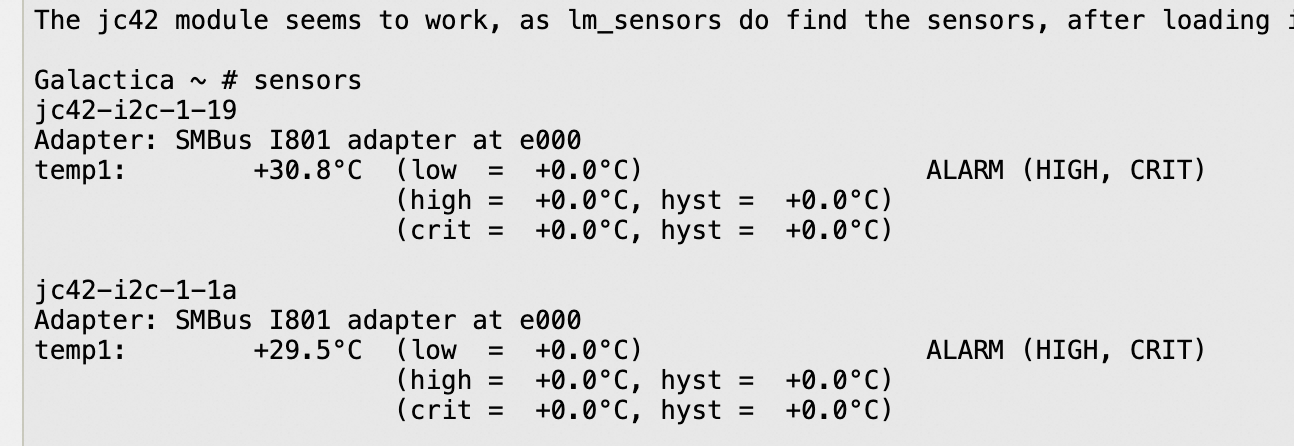 The jc42 module seems to work, as lm_sensors do find the sensors, after loading
Galactica ~ # sensors
jc42-i2c-1-19
Adapter: SMBus I801 adapter at e000
temp1:        +30.8°C  (low  =  +0.0°C)                  ALARM (HIGH, CRIT)
                       (high =  +0.0°C, hyst =  +0.0°C)
                       (crit =  +0.0°C, hyst =  +0.0°C)
jc42-i2c-1-1a
Adapter: SMBus I801 adapter at e000
temp1:        +29.5°C  (low  =  +0.0°C)                  ALARM (HIGH, CRIT)
                       (high =  +0.0°C, hyst =  +0.0°C)
                       (crit =  +0.0°C, hyst =  +0.0°C)